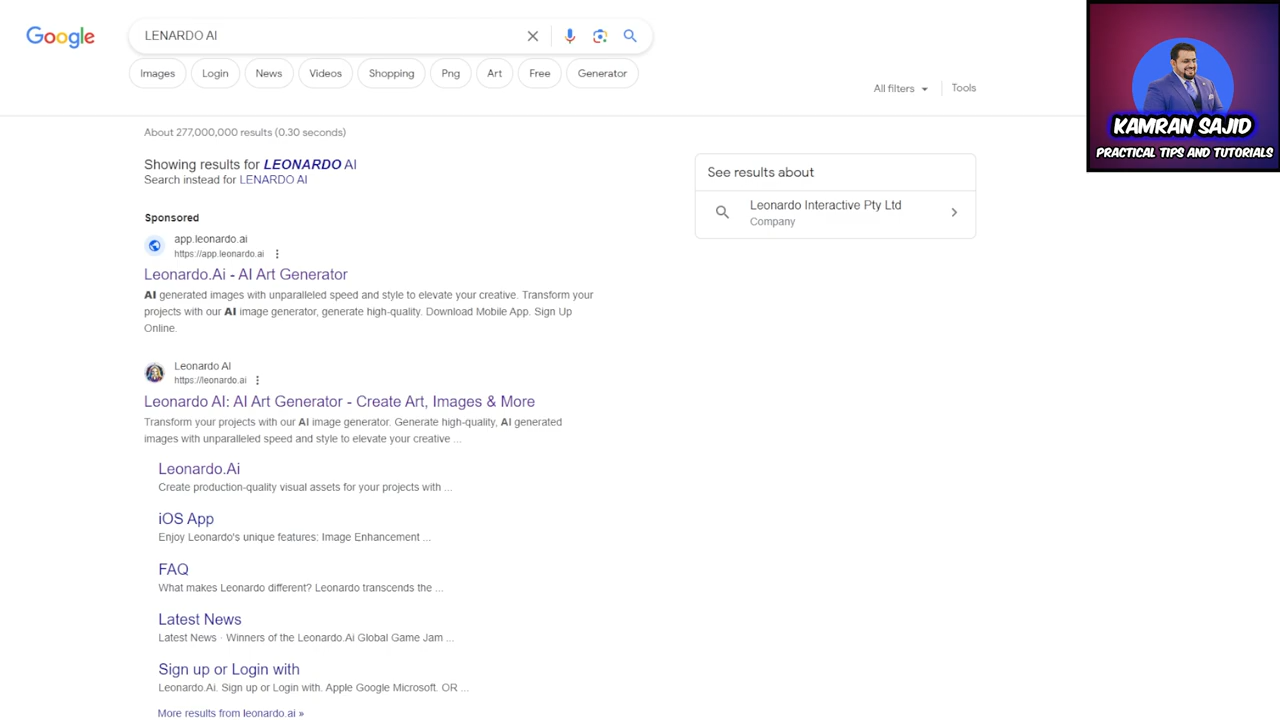 Google
LENARDO AI
Images
Login
News
Videos
Shopping
Png
Art
Free
Generator
All filters
Tools
KAMRAN SAJID
PRACTICAL TIPS AND TUTORIALS
About 277,000,000 results (0.30 seconds)
Showing results for LEONARDO AI
Search instead for LENARDO AI
See results about
Leonardo Interactive Pty Ltd
Company
Sponsored
app.leonardo.ai
https://app.leonardo.ai
Leonardo.Ai - AI Art Generator
AI generated images with unparalleled speed and style to elevate your creative. Transform your
projects with our AI image generator, generate high-quality. Download Mobile App. Sign Up
Online.
Leonardo AI
https://leonardo.ai
Leonardo AI: AI Art Generator - Create Art, Images & More
Transform your projects with our AI image generator. Generate high-quality, AI generated
images with unparalleled speed and style to elevate your creative ...
Leonardo.Ai
Create production-quality visual assets for your projects with ...
iOS App
Enjoy Leonardo's unique features: Image Enhancement ...
FAQ
What makes Leonardo different? Leonardo transcends the ...
Latest News
Latest News · Winners of the Leonardo.Ai Global Game Jam ...
Sign up or Login with
Leonardo.Ai. Sign up or Login with. Apple Google Microsoft. OR ...
More results from leonardo.ai »